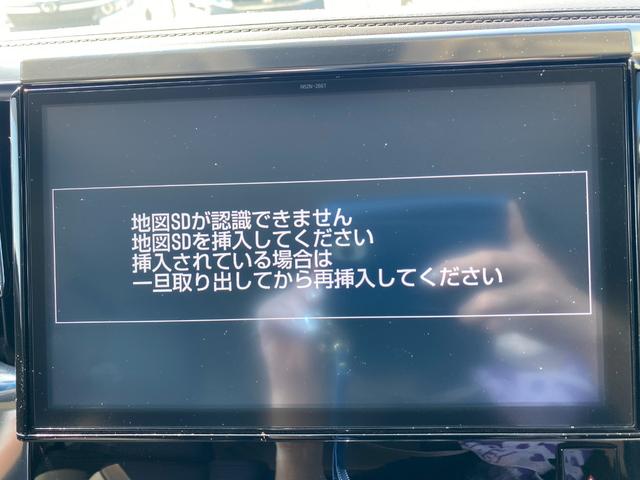 地図SDが認識できません
地図SDを挿入してください
挿入されている場合は
一旦取り出してから再挿入してください